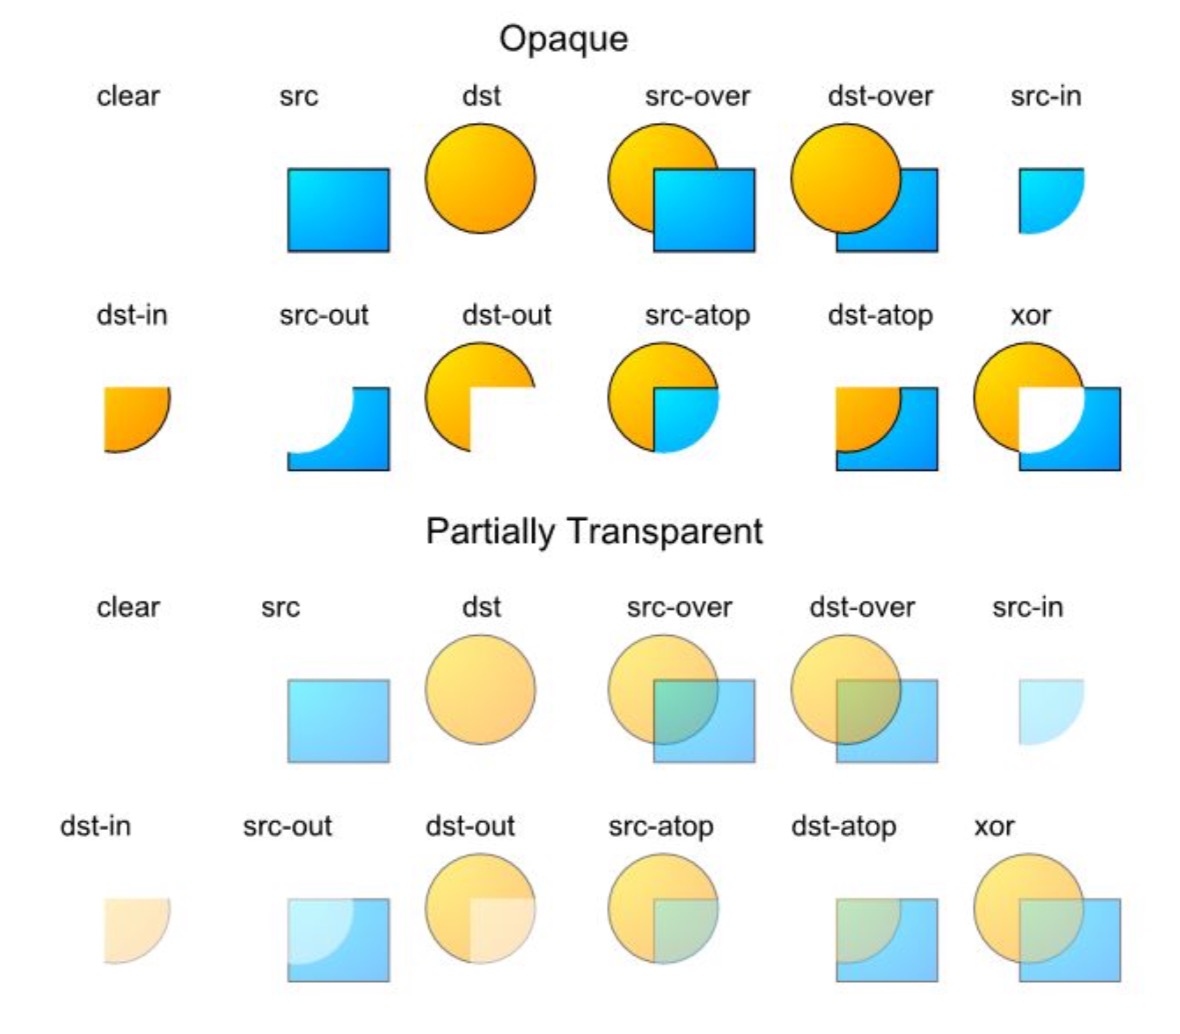 Opaque
clear src dst src-over dst-over src-in
dst-in src-out dst-out src-atop dst-atop xor
Partially Transparent
clear src dst src-over dst-over src-in
dst-in src-out dst-out src-atop dst-atop xor